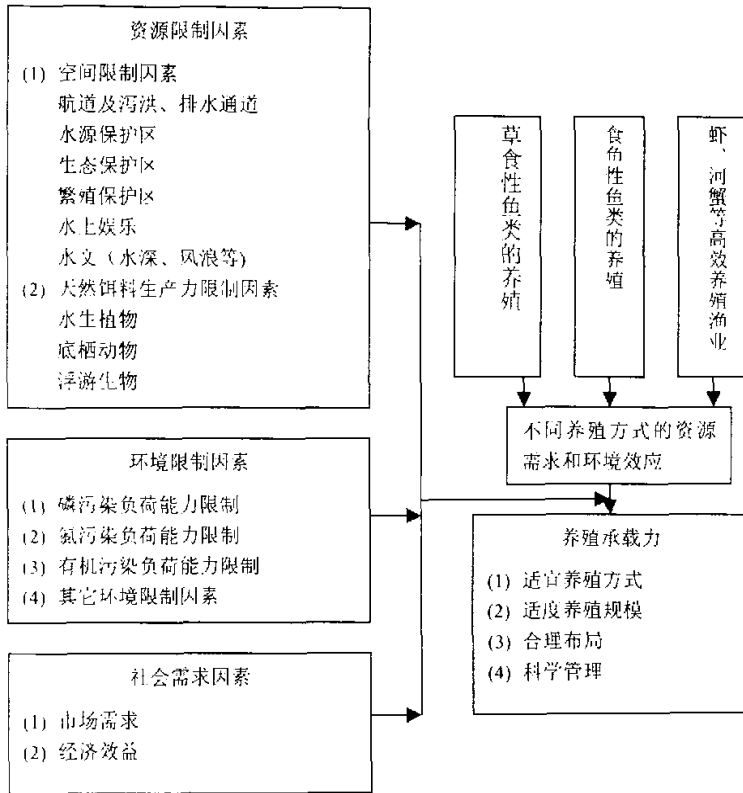 资源限制因素
(1) 空间限制因素
航道及泻洪、排水通道
水源保护区
生态保护区
繁殖保护区
水上娱乐
水文（水深、风浪等)
(2) 天然饵料生产力限制因素
水生植物
底栖动物
浮游生物
环境限制因素
(1) 磷污染负荷能力限制
(2) 氮污染负荷能力限制
(3) 有机污染负荷能力限制
(4) 其它环境限制因素
社会需求因素
(1) 市场需求
(2) 经济效益
草食性鱼类的养殖
食鱼性鱼类的养殖
虾、河蟹等高效养殖渔业
不同养殖方式的资源
需求和环境效应
养殖承载力
(1) 适宜养殖方式
(2) 适度养殖规模
(3) 合理布局
(4) 科学管理